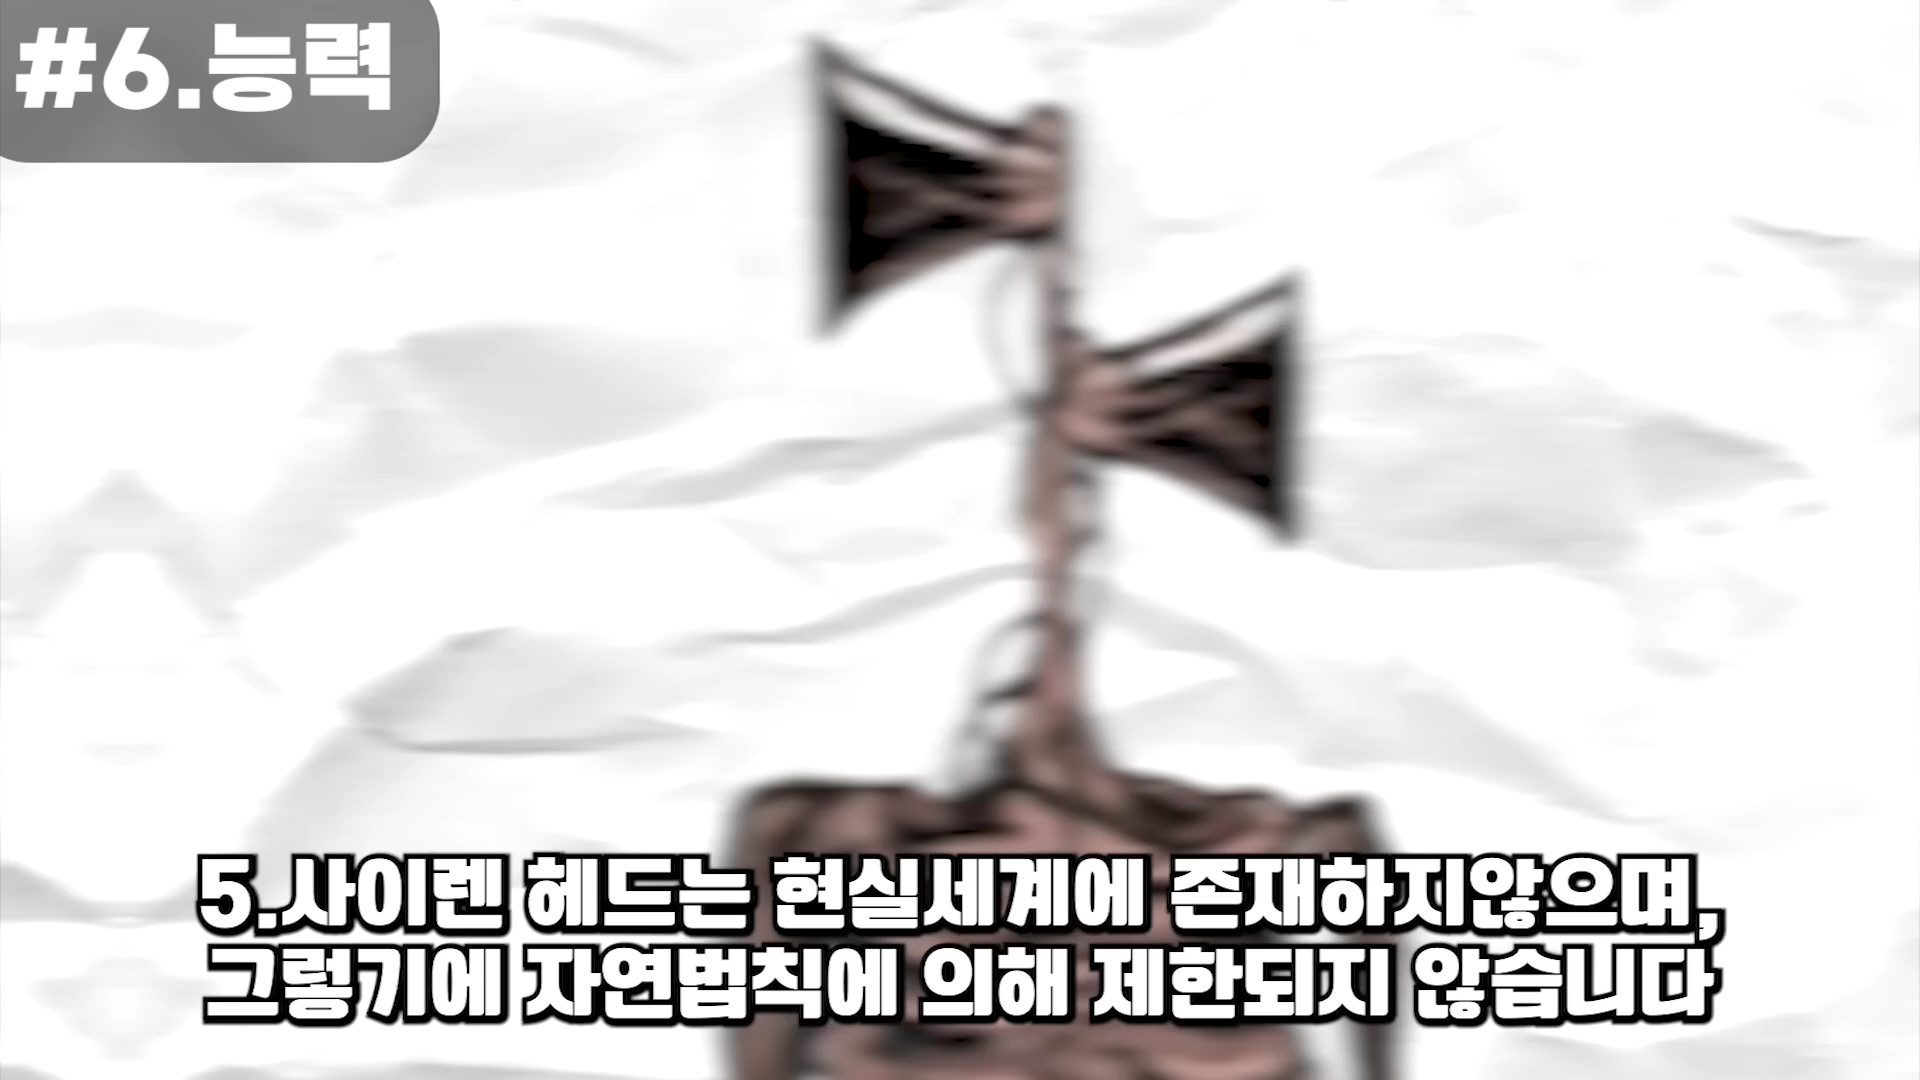 #6.능력
5.사이렌 헤드는 현실세계에 존재하지않으며,
그렇기에 자연법칙에 의해 제한되지 않습니다